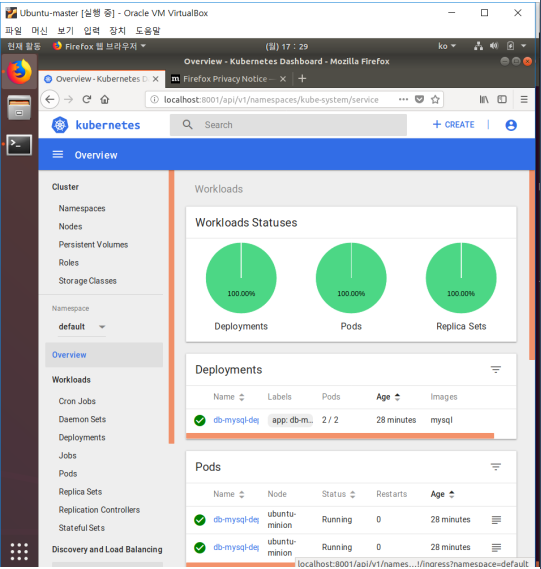 Ubuntu-master [실행 중] - Oracle VM VirtualBox
파일 머신 보기 입력 장치 도움말
현재 활동 Firefox 웹 브라우저 (월) 17 : 29 ko
Overview - Kubernetes Dashboard - Mozilla Firefox
Overview - Kubernetes D
Firefox Privacy Notice —
localhost:8001/api/v1/namespaces/kube-system/service
kubernetes
Search
+ CREATE
Overview
Cluster
Namespaces
Nodes
Persistent Volumes
Roles
Storage Classes
Namespace
default
Overview
Workloads
Cron Jobs
Daemon Sets
Deployments
Jobs
Pods
Replica Sets
Replication Controllers
Stateful Sets
Discovery and Load Balancing
Workloads
Workloads Statuses
100.00% 100.00% 100.00%
Deployments Pods Replica Sets
Deployments
Name Labels Pods Age Images
db-mysql-dep app: db-m... 2 / 2 28 minutes mysql
Pods
Name Node Status Restarts Age
db-mysql-dep ubuntu-minion Running 0 28 minutes
db-mysql-dep ubuntu-minion Running 0 28 minutes
localhost:8001/api/v1/names...!/ingress?namespace=default